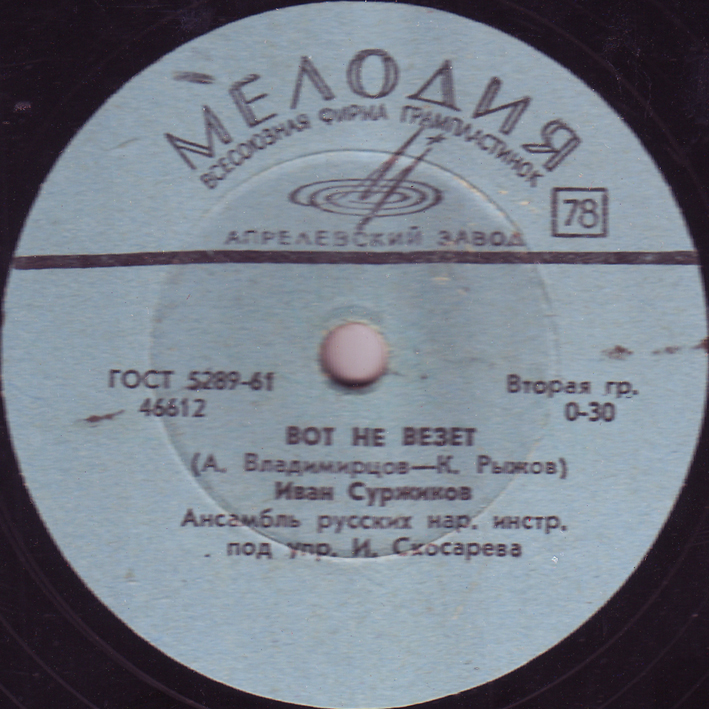 МЕЛОДИЯ
ВСЕСОЮЗНАЯ ФИРМА ГРАМПЛАСТИНОК
78
АПРЕЛЕВСКИЙ ЗАВОД
ГОСТ 5289-61
46612
Вторая гр.
0-30
ВОТ НЕ ВЕЗЕТ
(А. Владимирцов—К. Рыжов)
Иван Суржиков
Ансамбль русских нар. инстр.
под упр. И. Скосарева